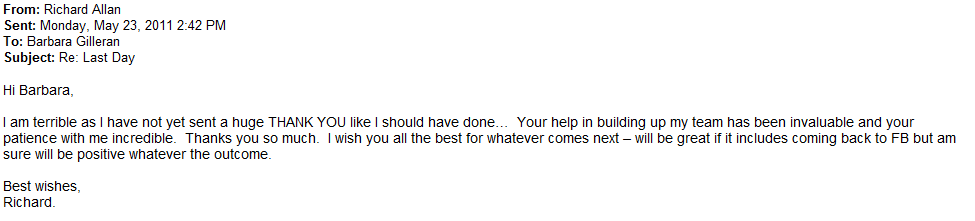 From: Richard Allan
Sent: Monday, May 23, 2011 2:42 PM
To: Barbara Gilleran
Subject: Re: Last Day
Hi Barbara,
I am terrible as I have not yet sent a huge THANK YOU like I should have done… Your help in building up my team has been invaluable and your
patience with me incredible. Thanks you so much. I wish you all the best for whatever comes next – will be great if it includes coming back to FB but am
sure will be positive whatever the outcome.
Best wishes,
Richard.